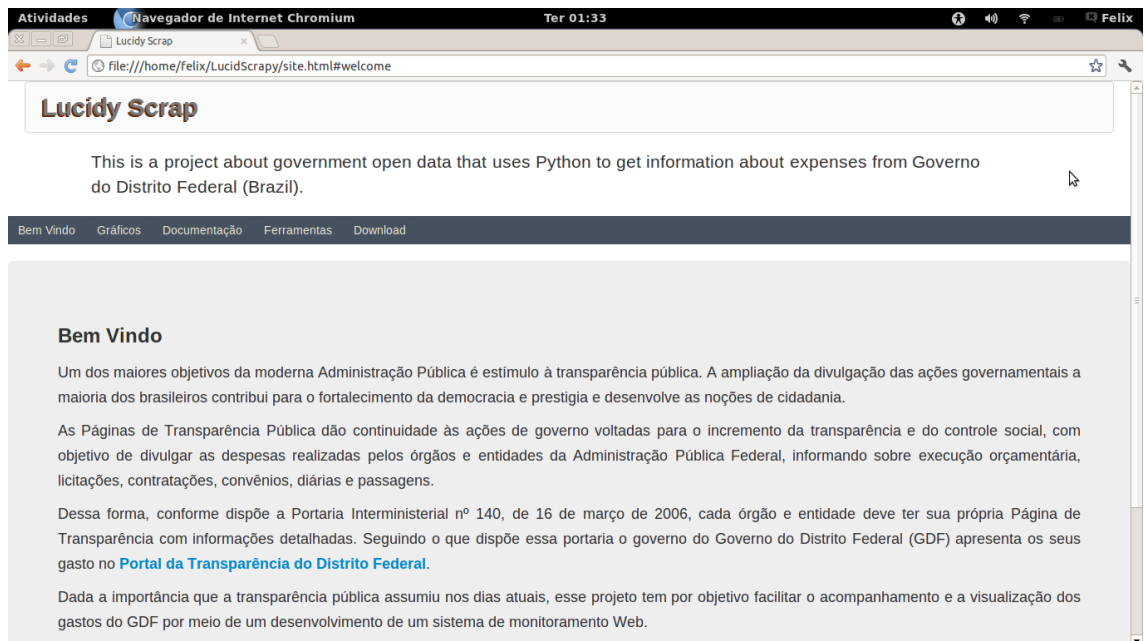 Atividades Navegador de Internet Chromium Ter 01:33 Felix
Lucidy Scrap
file:///home/felix/LucidScrapy/site.html#welcome
Lucidy Scrap
This is a project about government open data that uses Python to get information about expenses from Governo
do Distrito Federal (Brazil).
Bem Vindo Gráficos Documentação Ferramentas Download
Bem Vindo
Um dos maiores objetivos da moderna Administração Pública é estímulo à transparência pública. A ampliação da divulgação das ações governamentais a
maioria dos brasileiros contribui para o fortalecimento da democracia e prestigia e desenvolve as noções de cidadania.
As Páginas de Transparência Pública dão continuidade às ações de governo voltadas para o incremento da transparência e do controle social, com
objetivo de divulgar as despesas realizadas pelos órgãos e entidades da Administração Pública Federal, informando sobre execução orçamentária,
licitações, contratações, convênios, diárias e passagens.
Dessa forma, conforme dispõe a Portaria Interministerial nº 140, de 16 de março de 2006, cada órgão e entidade deve ter sua própria Página de
Transparência com informações detalhadas. Seguindo o que dispõe essa portaria o governo do Governo do Distrito Federal (GDF) apresenta os seus
gasto no Portal da Transparência do Distrito Federal.
Dada a importância que a transparência pública assumiu nos dias atuais, esse projeto tem por objetivo facilitar o acompanhamento e a visualização dos
gastos do GDF por meio de um desenvolvimento de um sistema de monitoramento Web.